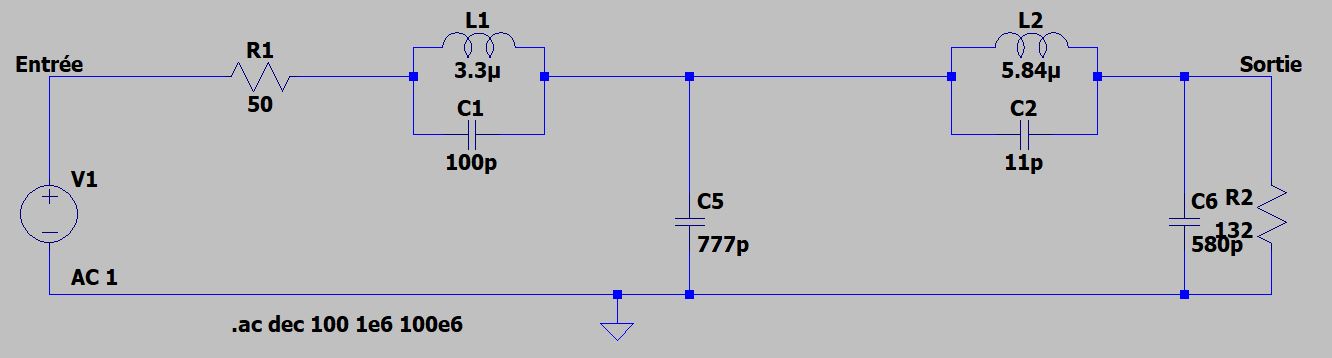 L1
L2
R1
Entrée
3.3µ
5.84µ
Sortie
50
C1
C2
100p
11p
V1
C5
C6
R2
777p
132
580p
AC 1
.ac dec 100 1e6 100e6